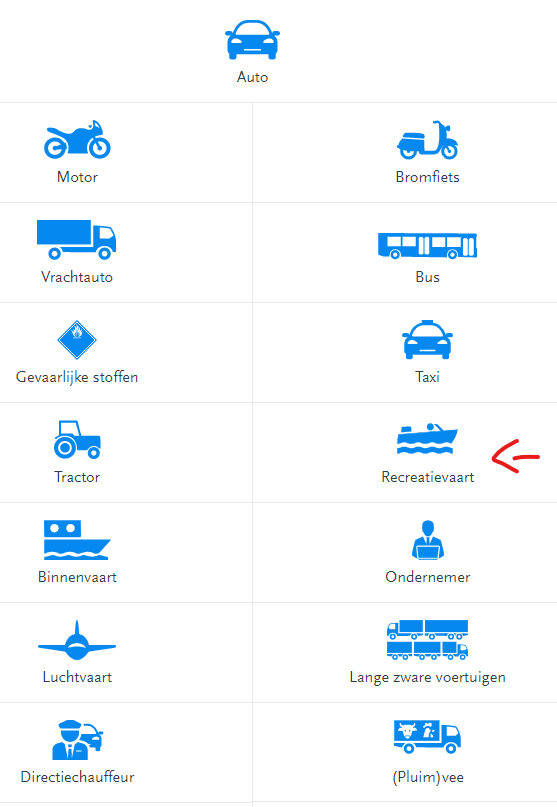 Auto
Motor
Bromfiets
Vrachtauto
Bus
Gevaarlijke stoffen
Taxi
Tractor
Recreatievaart
Binnenvaart
Ondernemer
Luchtvaart
Lange zware voertuigen
Directiechauffeur
(Pluim)vee